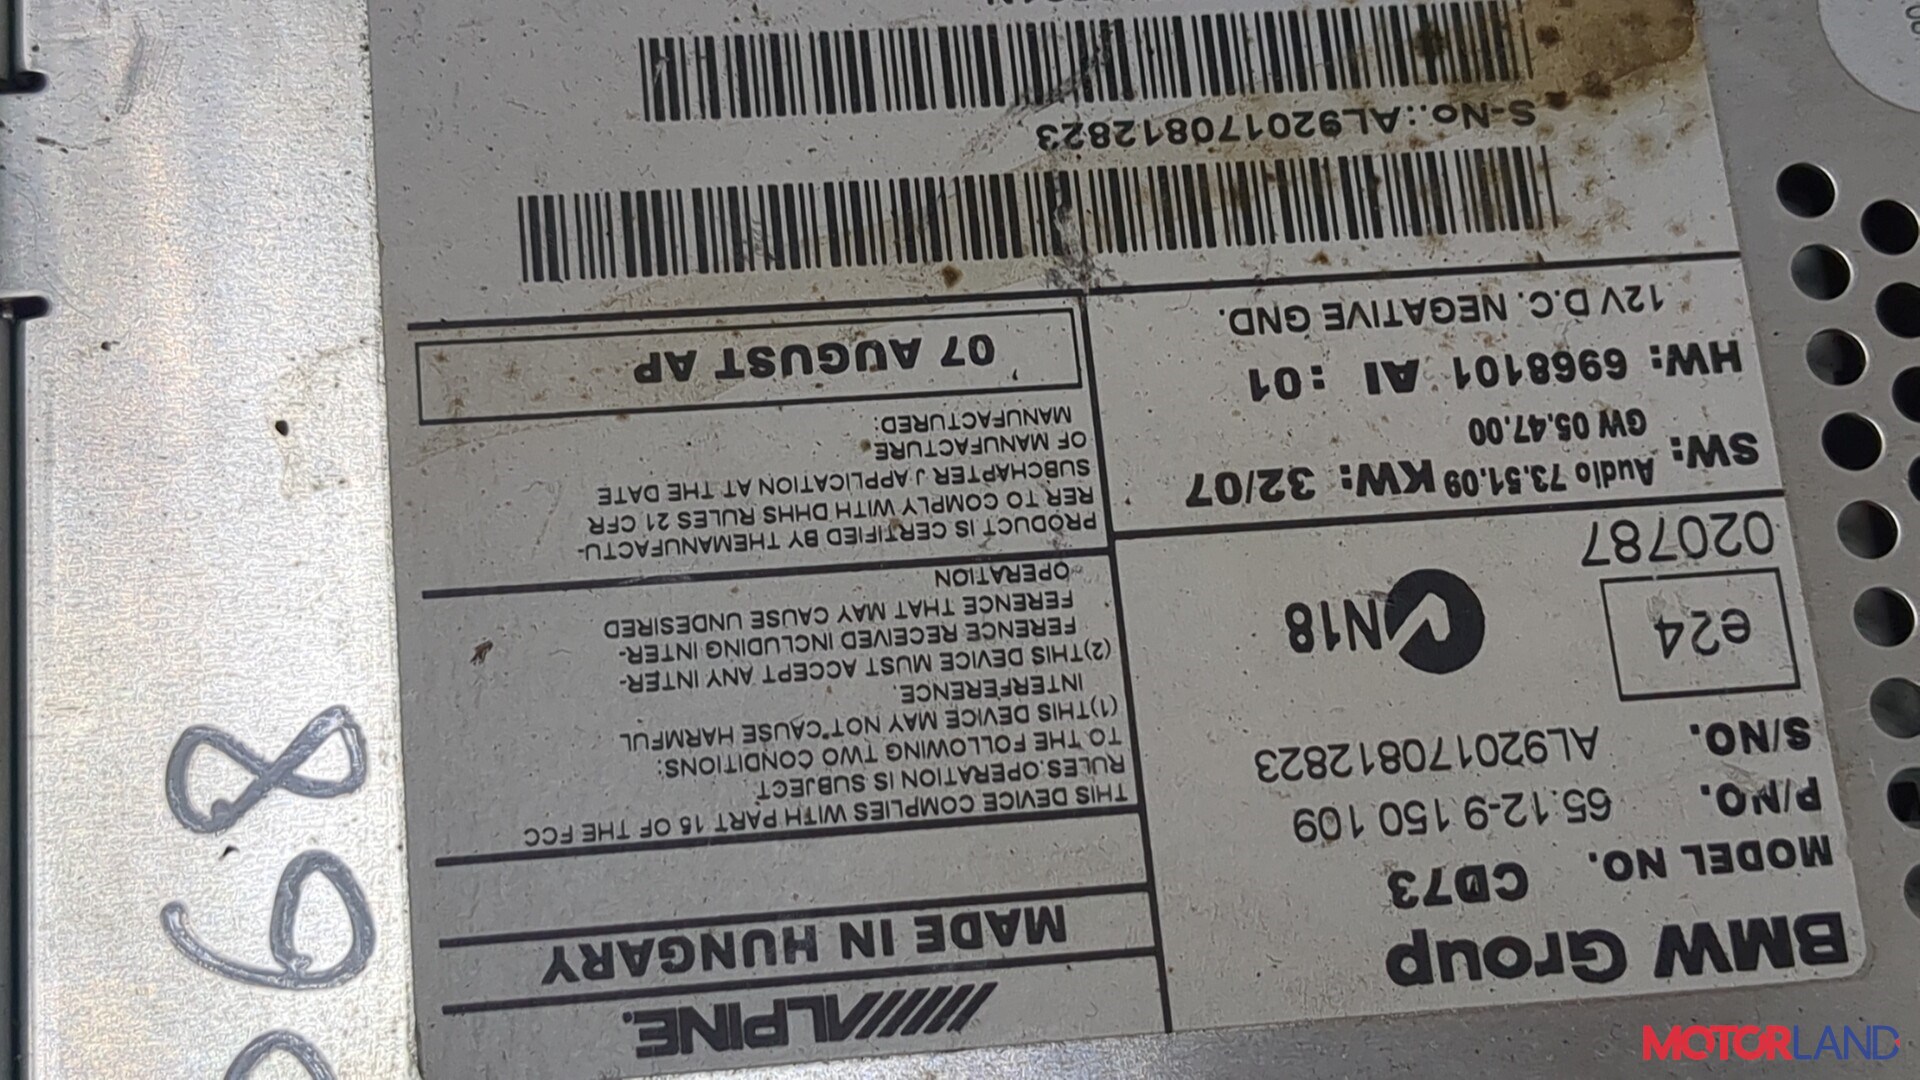 BMW Group
MODEL NO. CD73
P/NO. 65.12-9 150 109
S/NO. AL920170812823
e24
N18
020787
SW: Audio 73.51.09 KW: 32/07
GW 05.47.00
HW: 6968101 AI :01
12V D.C. NEGATIVE GND.
ALPINE.
MADE IN HUNGARY
THIS DEVICE COMPLIES WITH PART 15 OF THE FCC
RULES.OPERATION IS SUBJECT
TO THE FOLLOWING TWO CONDITIONS:
(1)THIS DEVICE MAY NOT CAUSE HARMFUL
INTERFERENCE.
(2)THIS DEVICE MUST ACCEPT ANY INTER-
FERENCE RECEIVED INCLUDING INTER-
FERENCE THAT MAY CAUSE UNDESIRED
OPERATION
PRODUCT IS CERTIFIED BY THEMANUFACTU-
RER TO COMPLY WITH DHHS RULES 21 CFR
SUBCHAPTER J APPLICATION AT THE DATE
OF MANUFACTURE
MANUFACTURED:
07 AUGUST AP
S-No.:AL920170812823
MOTORLAND